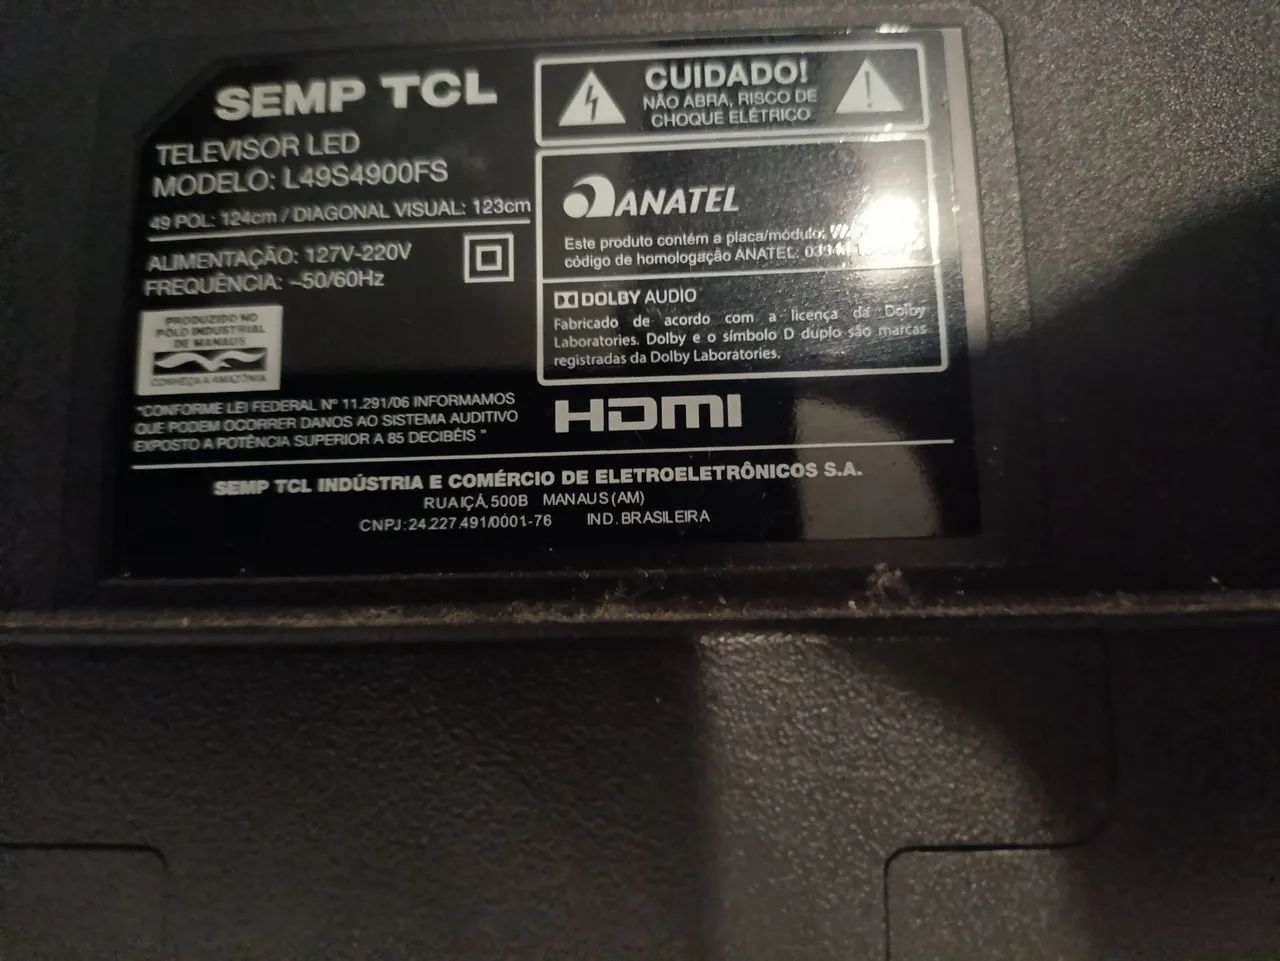 SEMP TCL
TELEVISOR LED
MODELO: L49S4900FS
49 POL: 124cm / DIAGONAL VISUAL: 123cm
ALIMENTAÇÃO: 127V-220V
FREQUÊNCIA: ~50/60Hz
PRODUZIDO NO
POLO INDUSTRIAL
DE MANAUS
CONHEÇA A AMAZÔNIA
"CONFORME LEI FEDERAL Nº 11.291/06 INFORMAMOS
QUE PODEM OCORRER DANOS AO SISTEMA AUDITIVO
EXPOSTO A POTÊNCIA SUPERIOR A 85 DECIBÉIS "
CUIDADO!
NÃO ABRA, RISCO DE
CHOQUE ELÉTRICO
ANATEL
Este produto contém a placa/módulo:
código de homologação ANATEL:
DOLBY AUDIO
Fabricado de acordo com a licença da Dolby
Laboratories. Dolby e o símbolo D duplo são marcas
registradas da Dolby Laboratories.
HDMI
SEMP TCL INDÚSTRIA E COMÉRCIO DE ELETROELETRÔNICOS S.A.
RUA IÇÁ, 500B MANAUS (AM)
CNPJ: 24.227.491/0001-76 IND. BRASILEIRA